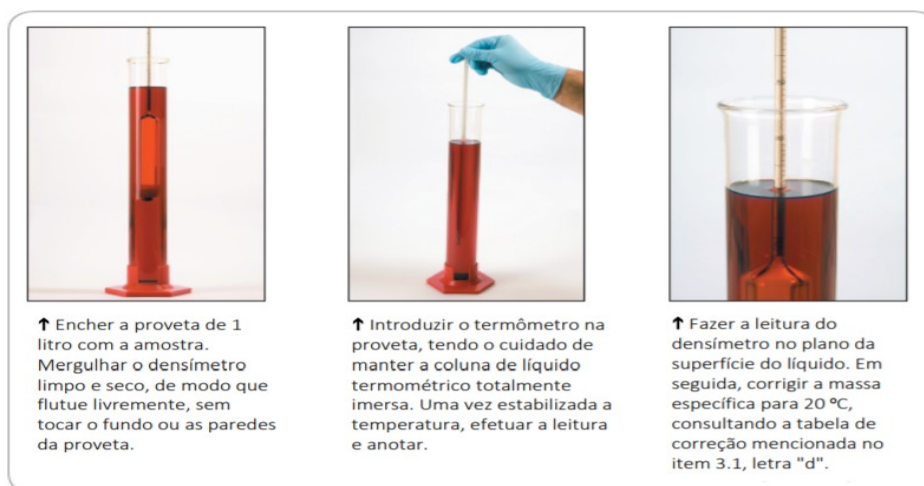 ↑ Encher a proveta de 1
litro com a amostra.
Mergulhar o densímetro
limpo e seco, de modo que
flutue livremente, sem
tocar o fundo ou as paredes
da proveta.
↑ Introduzir o termômetro na
proveta, tendo o cuidado de
manter a coluna de líquido
termométrico totalmente
imersa. Uma vez estabilizada a
temperatura, efetuar a leitura
e anotar.
↑ Fazer a leitura do
densímetro no plano da
superfície do líquido. Em
seguida, corrigir a massa
específica para 20 ºC,
consultando a tabela de
correção mencionada no
item 3.1, letra "d".